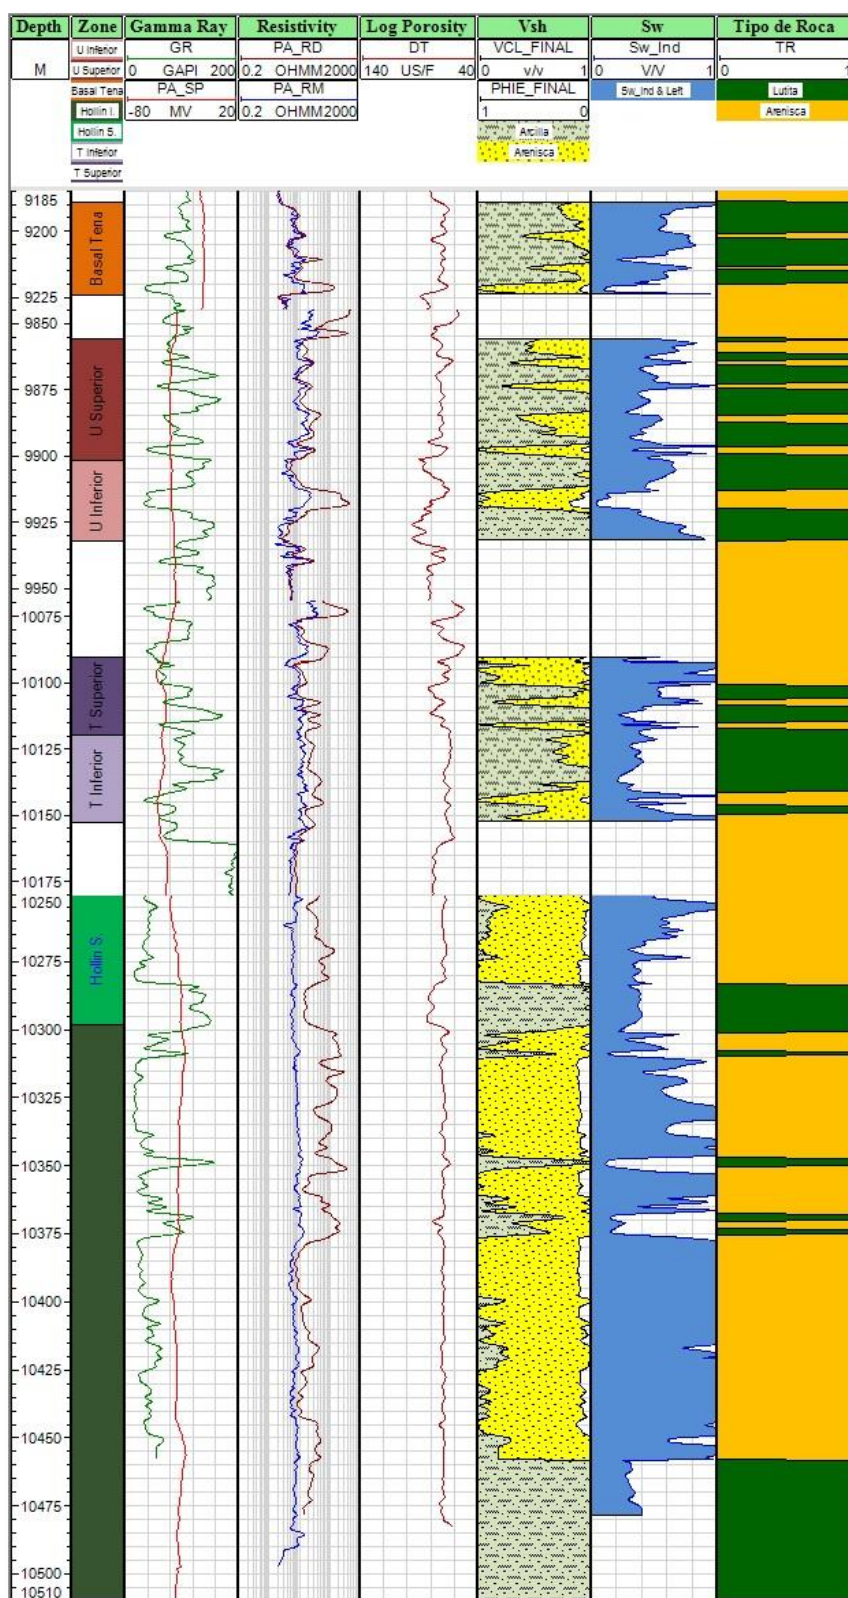 Depth Zone Gamma Ray Resistivity Log Porosity Vsh Sw Tipo de Roca
M
U Inferior
U Superior
Basal Tena
Hollin I.
Hollin S.
T Inferior
T Superior
GR
0 GAPI 200
PA_SP
-80 MV 20
PA_RD
0.2 OHMM2000
PA_RM
0.2 OHMM2000
DT
140 US/F 40
VCL_FINAL
0 v/v 1
PHIE_FINAL
1 0
Arcilla
Arenisca
Sw_Ind
0 V/V 1
Sw_Ind & Left
TR
0 1
Lutita
Arenisca
9185
9200
9225
9850
9875
9900
9925
9950
10075
10100
10125
10150
10175
10250
10275
10300
10325
10350
10375
10400
10425
10450
10475
10500
10510
Basal Tena
U Superior
U Inferior
T Superior
T Inferior
Hollin S.